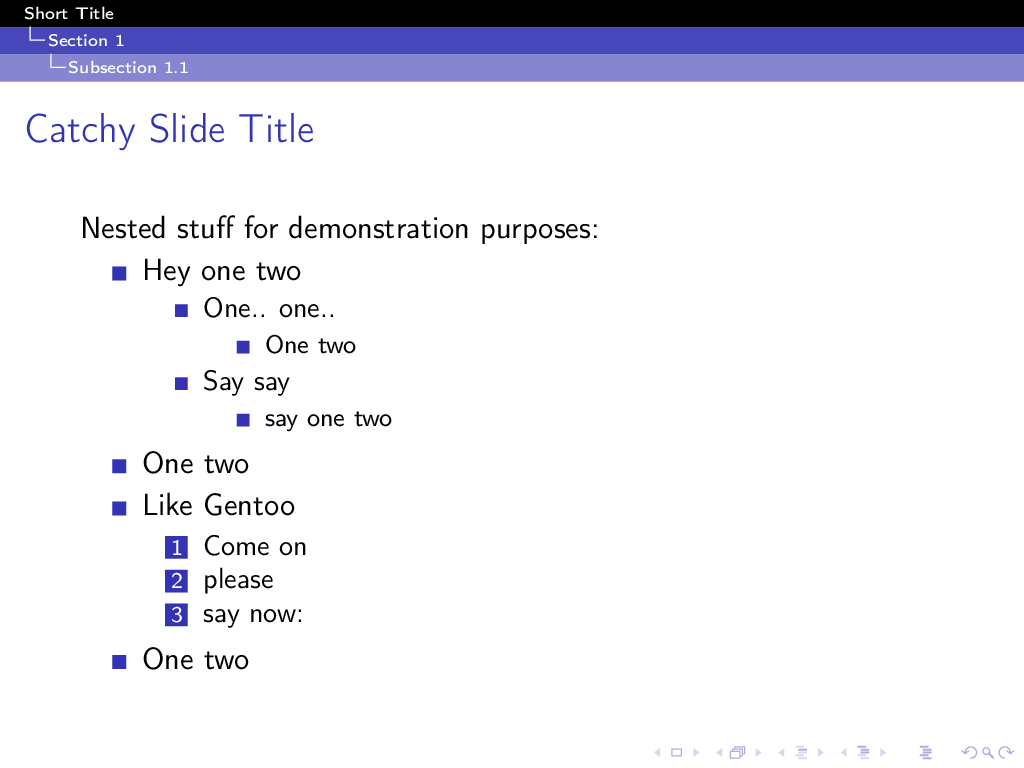 Short Title
Section 1
Subsection 1.1
Catchy Slide Title
Nested stuff for demonstration purposes:
Hey one two
One.. one..
One two
Say say
say one two
One two
Like Gentoo
1 Come on
2 please
3 say now:
One two